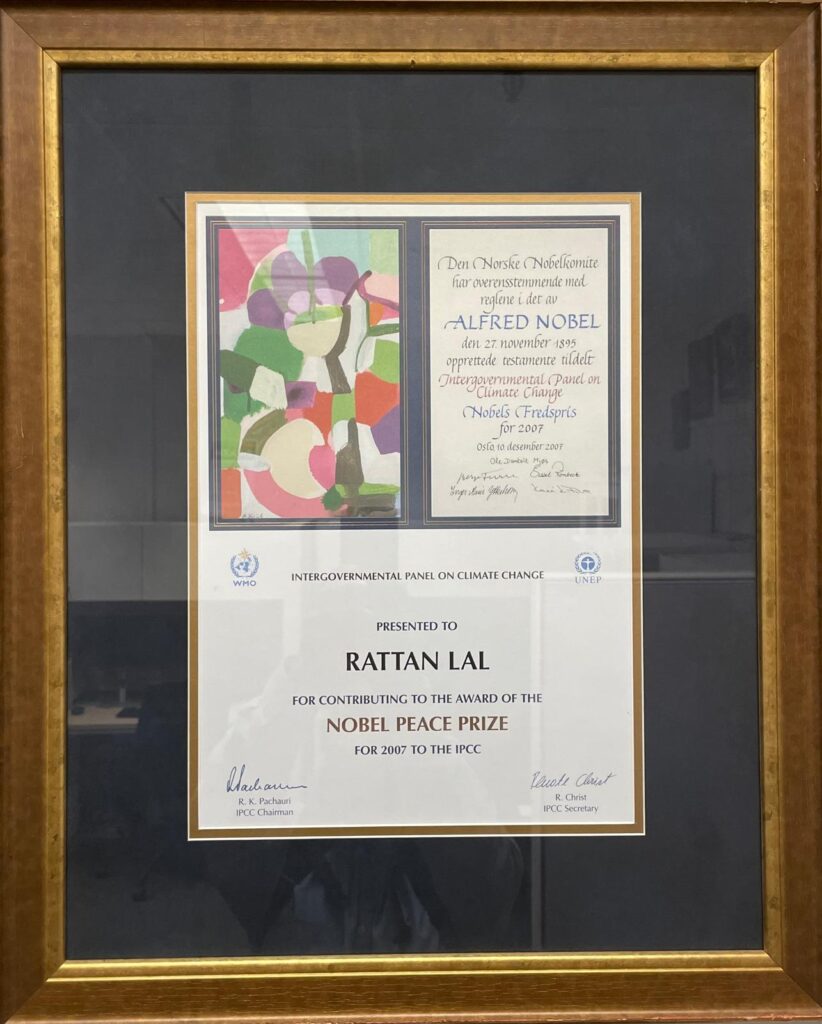 Den Norske Nobelkomite
har overensstemmende med
reglene i det av
ALFRED NOBEL
den 27. november 1895
opprettede testamente tildelt
Intergovernmental Panel on
Climate Change
Nobels Fredspris
for 2007
Oslo, 10. desember 2007
WMO
INTERGOVERNMENTAL PANEL ON CLIMATE CHANGE
UNEP
PRESENTED TO
RATTAN LAL
FOR CONTRIBUTING TO THE AWARD OF THE
NOBEL PEACE PRIZE
FOR 2007 TO THE IPCC
R. K. Pachauri
IPCC Chairman
Renate Christ
R. Christ
IPCC Secretary